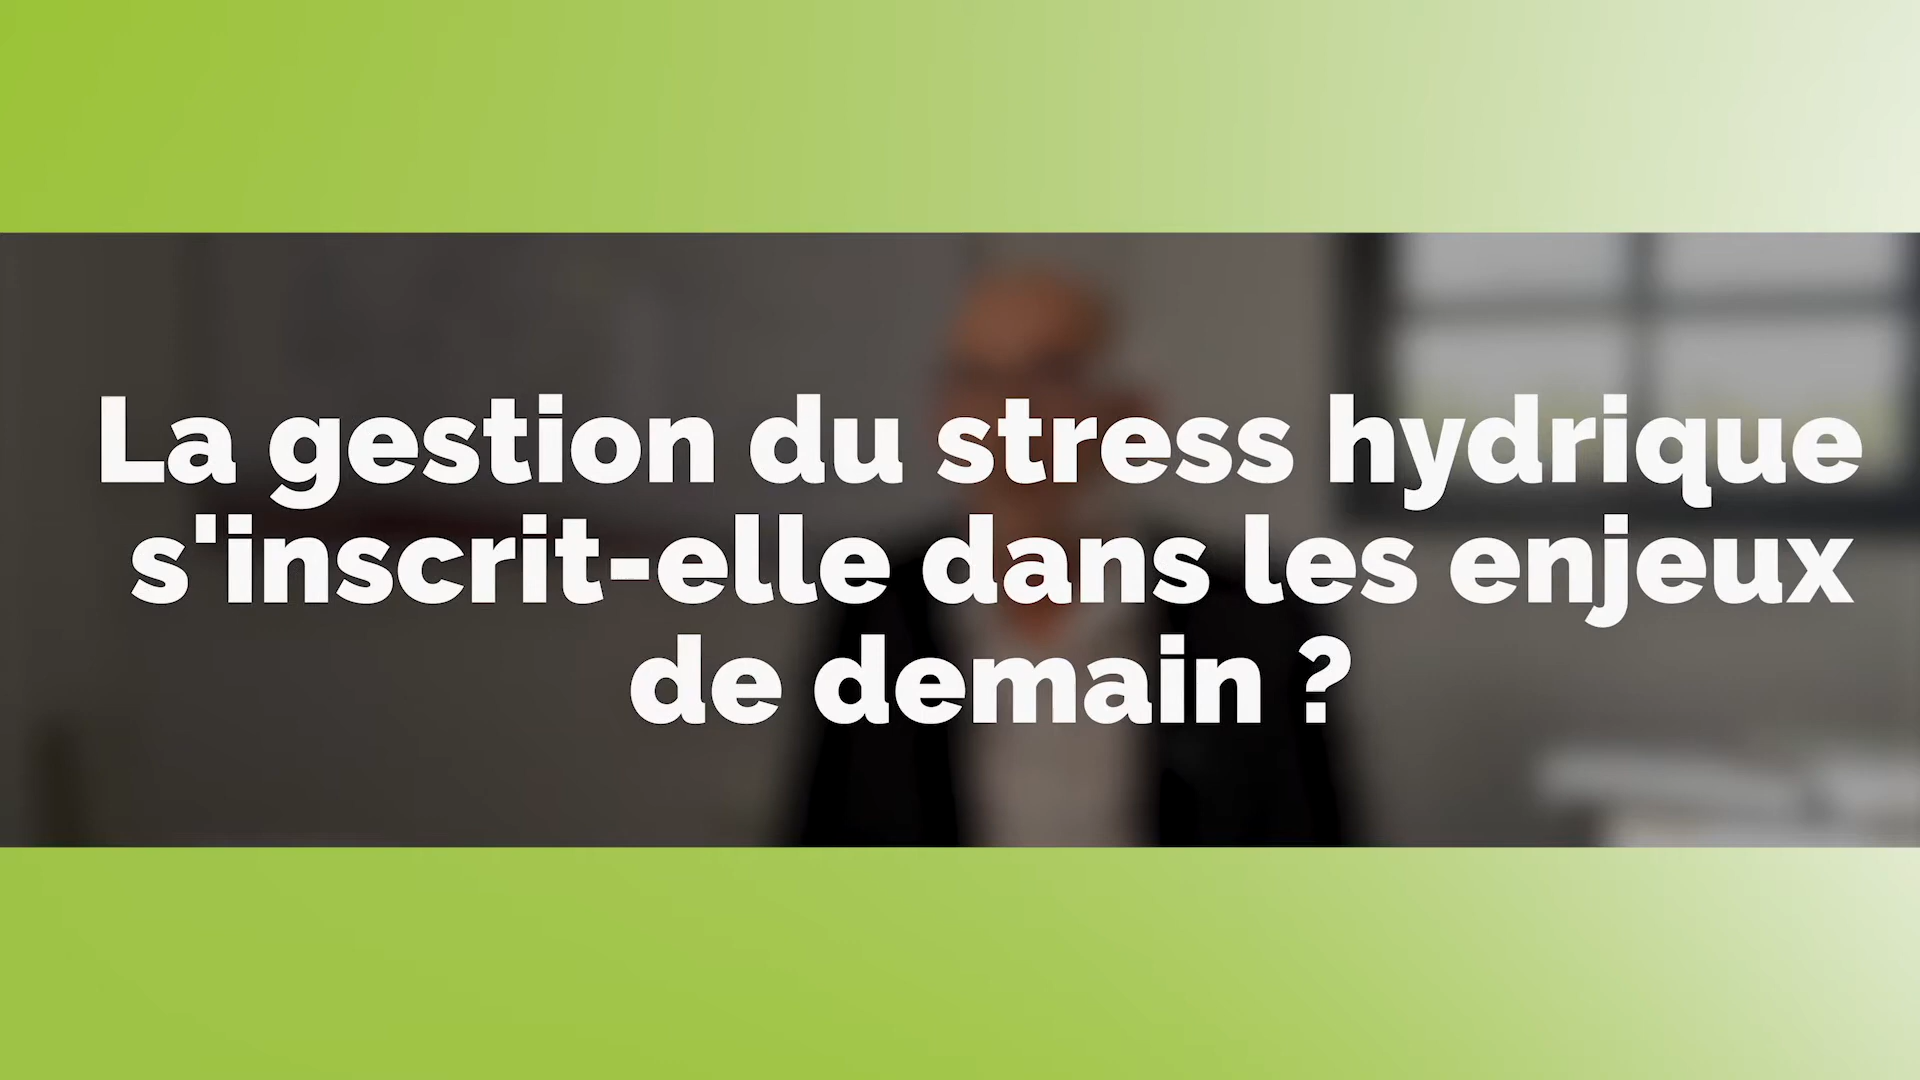 La gestion du stress hydrique
s'inscrit-elle dans les enjeux
de demain ?